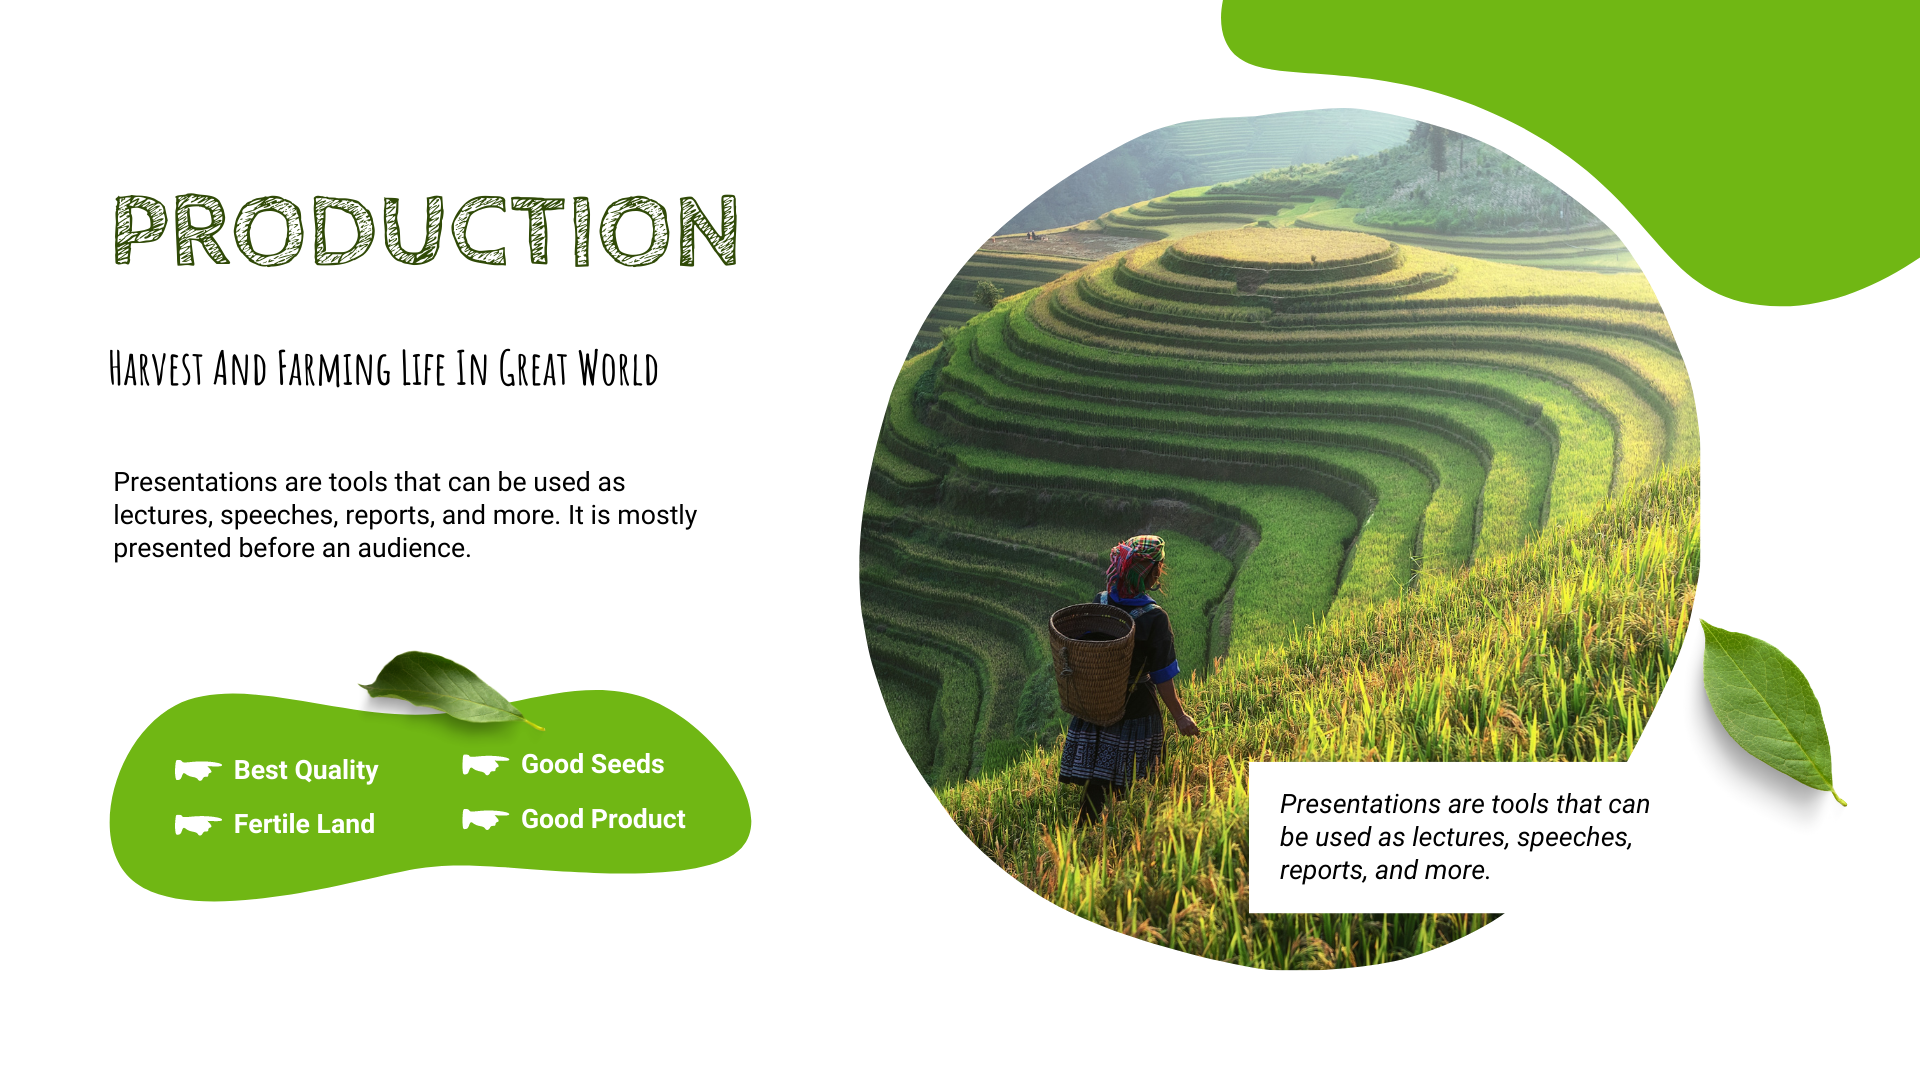 PRODUCTION
Harvest And Farming Life In Great World
Presentations are tools that can be used as
lectures, speeches, reports, and more. It is mostly
presented before an audience.
Best Quality
Fertile Land
Good Seeds
Good Product
Presentations are tools that can
be used as lectures, speeches,
reports, and more.